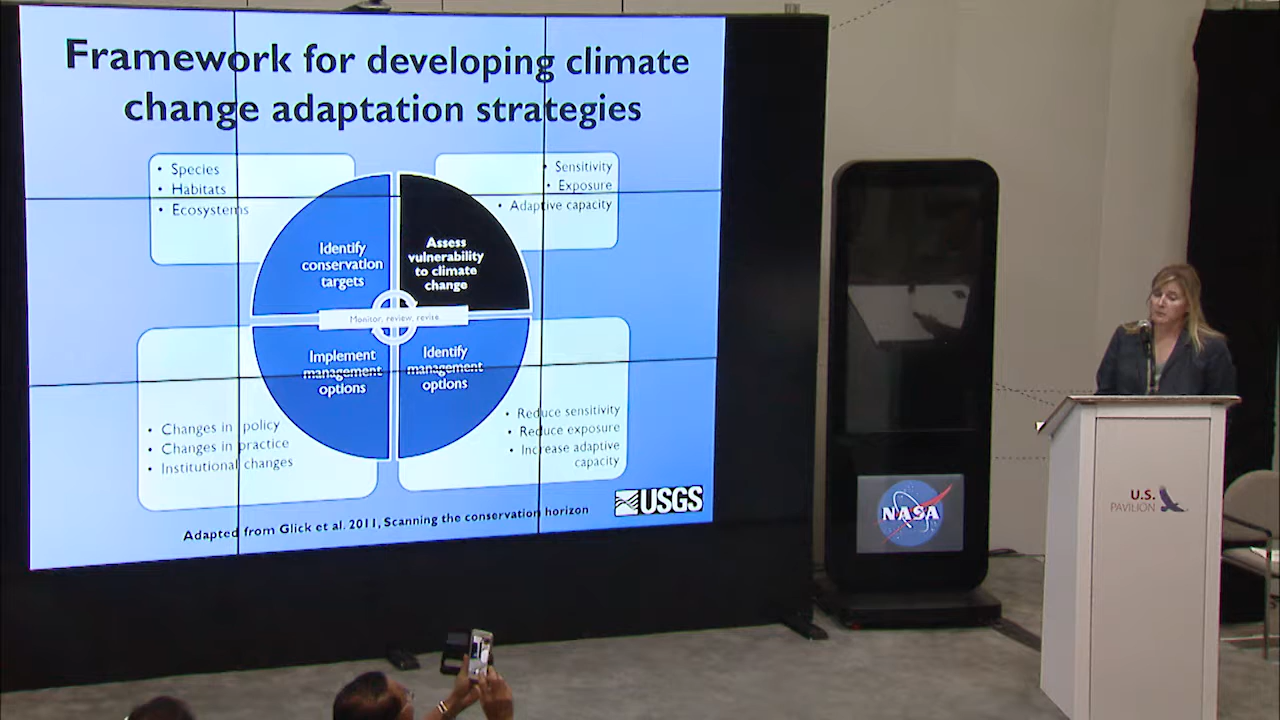 Framework for developing climate
change adaptation strategies
• Species
• Habitats
• Ecosystems
• Sensitivity
• Exposure
• Adaptive capacity
Identify
conservation
targets
Assess
vulnerability
to climate
change
Monitor, review, revise
Implement
management
options
Identify
management
options
• Changes in policy
• Changes in practice
• Institutional changes
• Reduce sensitivity
• Reduce exposure
• Increase adaptive
capacity
USGS
Adapted from Glick et al. 2011, Scanning the conservation horizon
NASA
U.S.
PAVILION